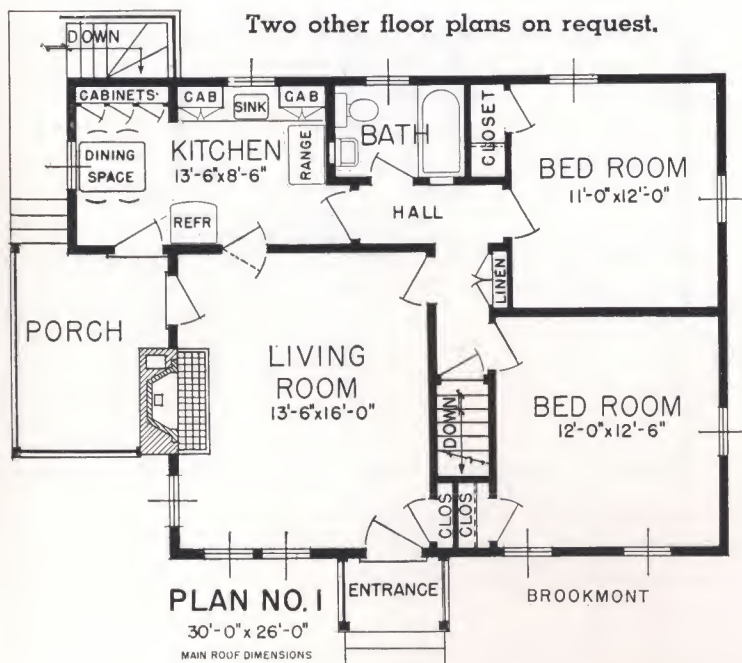 Two other floor plans on request.
DOWN
CABINETS
CAB
SINK
CAB
DINING
SPACE
KITCHEN
13'-6"x8'-6"
RANGE
REFR
BATH
CLOSET
BED ROOM
11'-0"x12'-0"
HALL
LINEN
PORCH
LIVING
ROOM
13'-6"x16'-0"
DOWN
BED ROOM
12'-0"x12'-6"
CLOS
CLOS
ENTRANCE
PLAN NO. 1
30'-0" x 26'-0"
MAIN ROOF DIMENSIONS
BROOKMONT